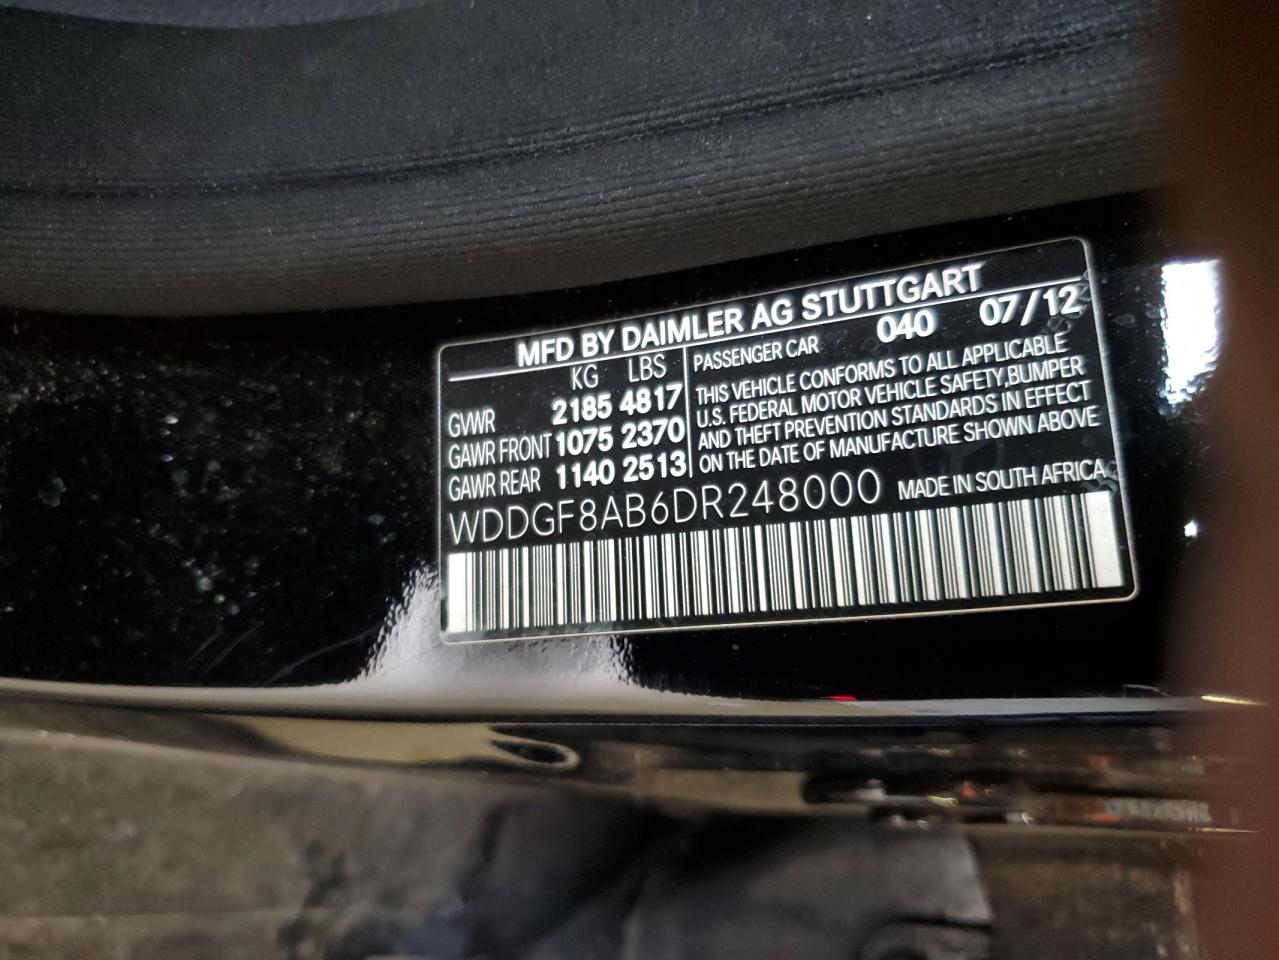 MFD BY DAIMLER AG STUTTGART
KG LBS
GVWR 2185 4817
GAWR FRONT 1075 2370
GAWR REAR 1140 2513
PASSENGER CAR 040 07/12
THIS VEHICLE CONFORMS TO ALL APPLICABLE
U.S. FEDERAL MOTOR VEHICLE SAFETY,BUMPER
AND THEFT PREVENTION STANDARDS IN EFFECT
ON THE DATE OF MANUFACTURE SHOWN ABOVE
WDDGF8AB6DR248000 MADE IN SOUTH AFRICA